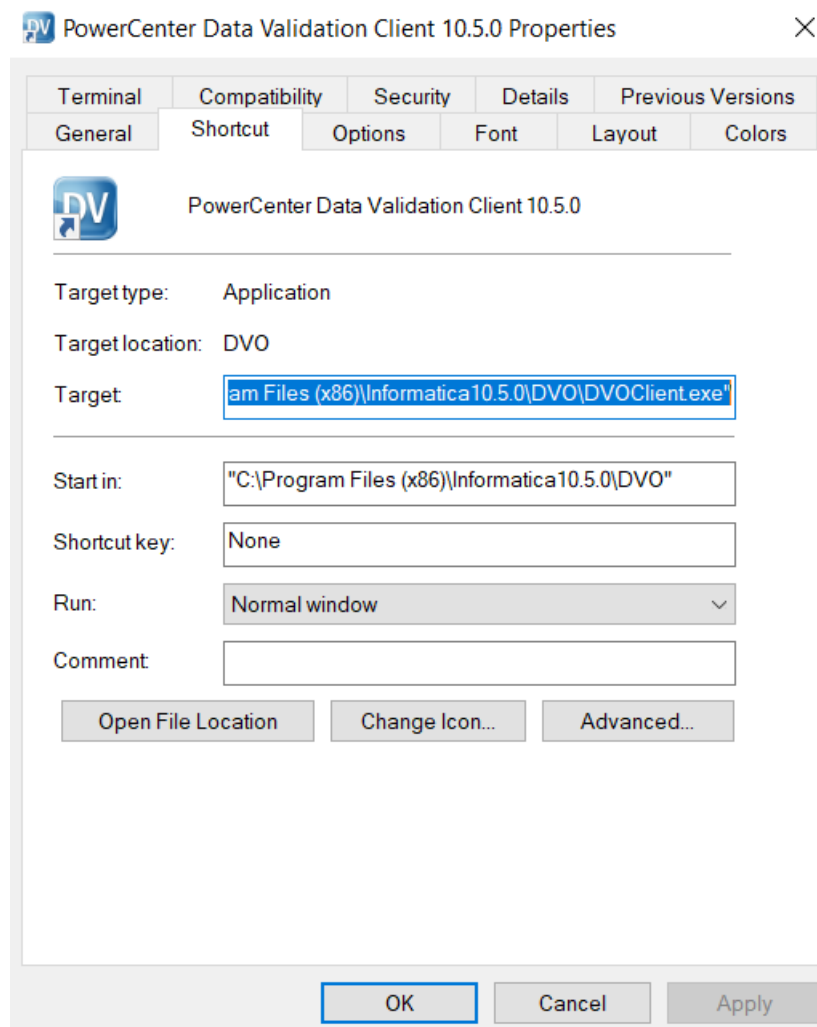 PowerCenter Data Validation Client 10.5.0 Properties
Terminal Compatibility Security Details Previous Versions
General Shortcut Options Font Layout Colors
DV
PowerCenter Data Validation Client 10.5.0
Target type: Application
Target location: DVO
Target: am Files (x86)\Informatica10.5.0\DVO\DVOClient.exe"
Start in: "C:\Program Files (x86)\Informatica10.5.0\DVO"
Shortcut key: None
Run: Normal window
Comment:
Open File Location Change Icon... Advanced...
OK Cancel Apply